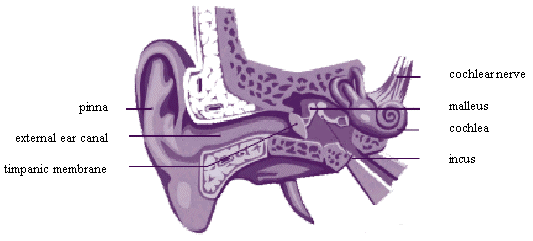 pinna
external ear canal
timpanic membrane
cochlear nerve
malleus
cochlea
incus